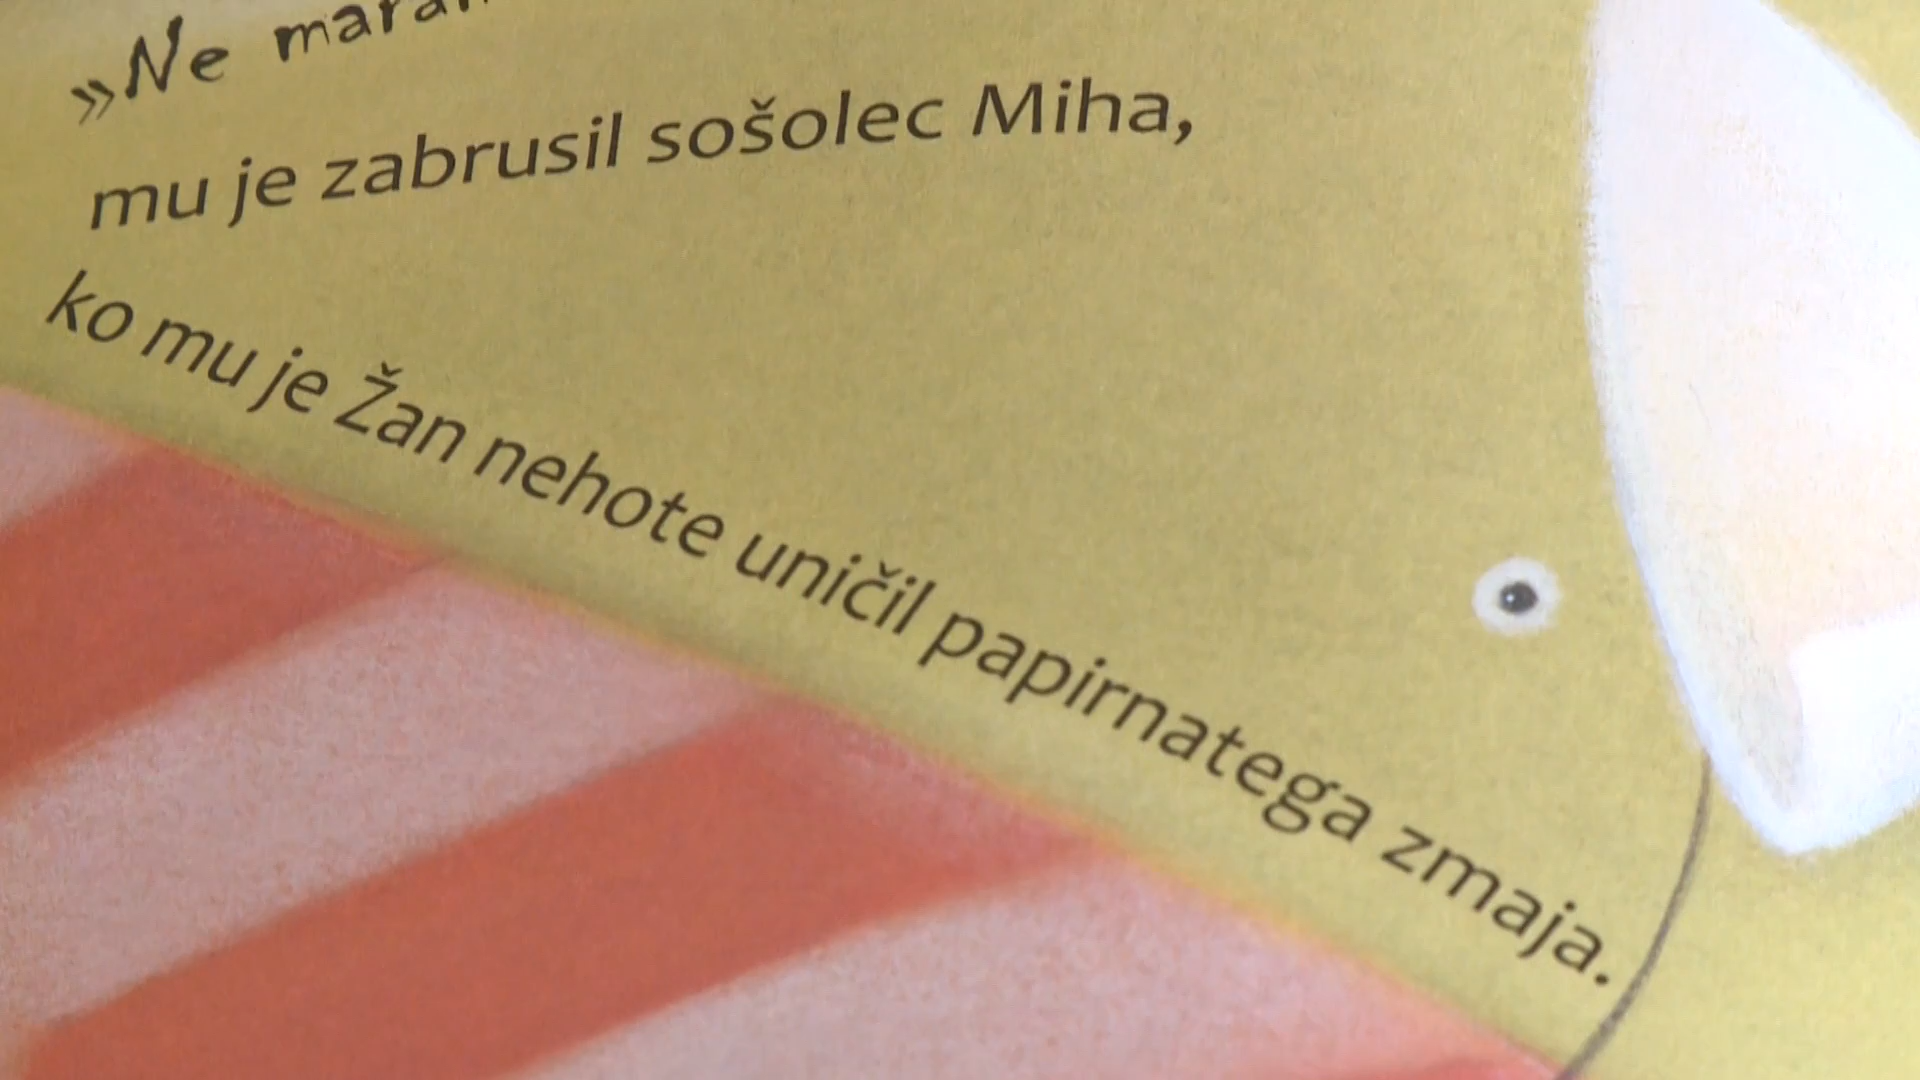 »Ne
mu je zabrusil sošolec Miha,
ko mu je Žan nehote uničil papirnatega zmaja.